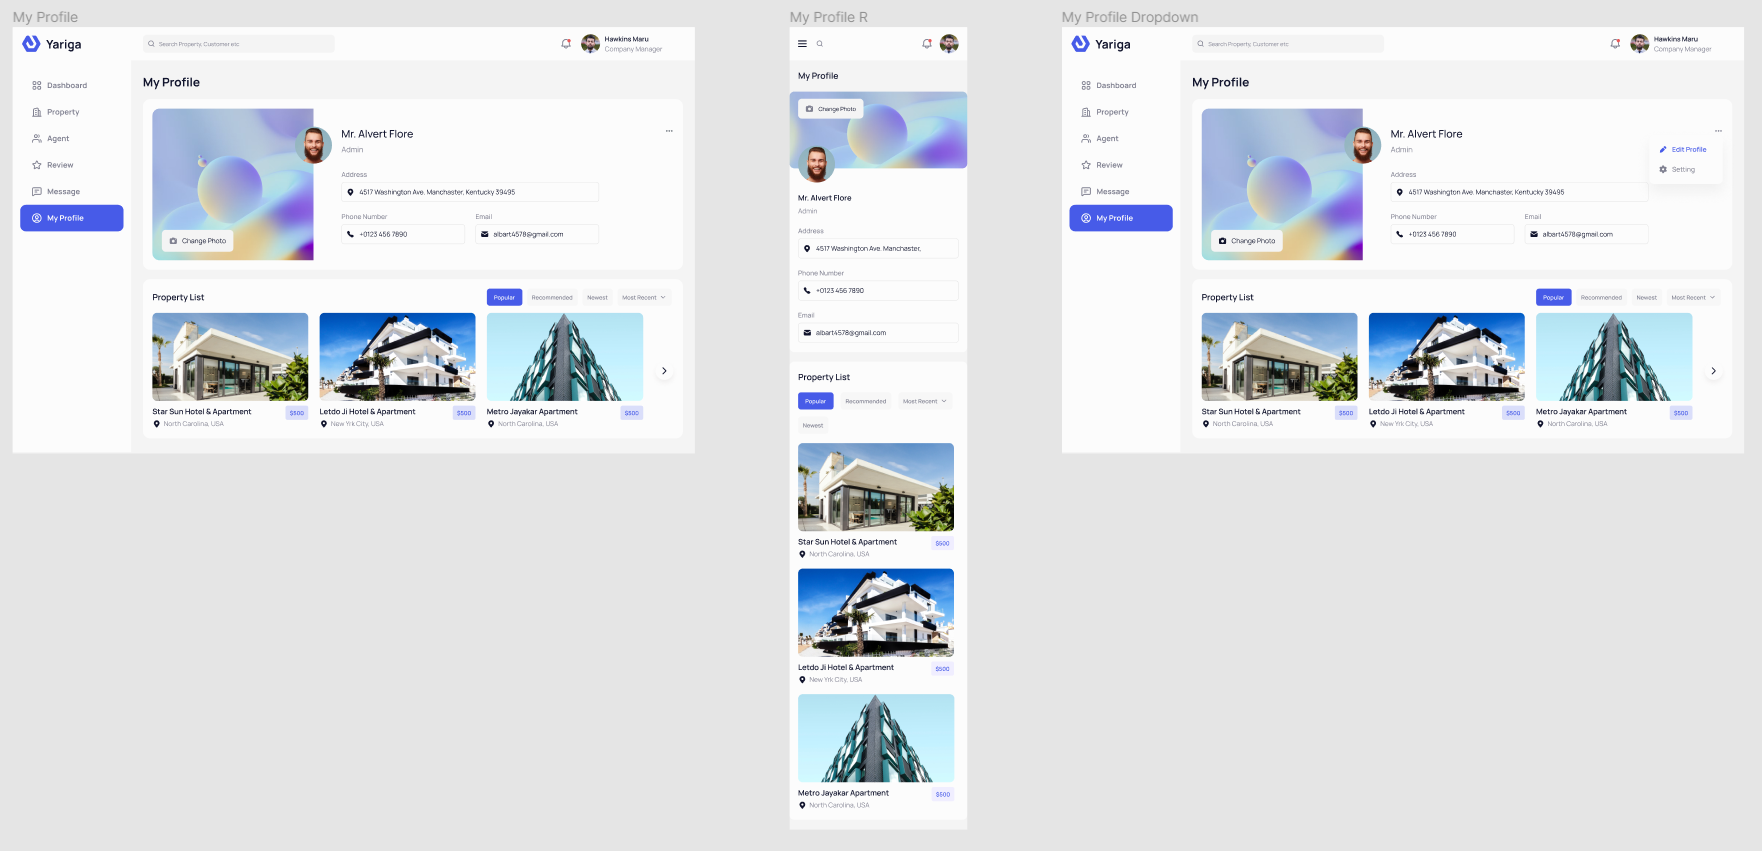 My Profile
Yariga
Search Property, Customer etc
Hawkins Maru
Company Manager
Dashboard
Property
Agent
Review
Message
My Profile
My Profile
Change Photo
Mr. Alvert Flore
Admin
Address
4517 Washington Ave. Manchaster, Kentucky 39495
Phone Number
Email
+0123 456 7890
albart4578@gmail.com
Property List
Popular
Recommended
Newest
Most Recent
Star Sun Hotel & Apartment
$500
North Carolina, USA
Letdo Ji Hotel & Apartment
$500
New Yrk City, USA
Metro Jayakar Apartment
$500
North Carolina, USA
My Profile R
My Profile
Change Photo
Mr. Alvert Flore
Admin
Address
4517 Washington Ave. Manchaster,
Phone Number
+0123 456 7890
Email
albart4578@gmail.com
Property List
Popular
Recommended
Most Recent
Newest
Star Sun Hotel & Apartment
$500
North Carolina, USA
Letdo Ji Hotel & Apartment
$500
New Yrk City, USA
Metro Jayakar Apartment
$500
North Carolina, USA
My Profile Dropdown
Yariga
Search Property, Customer etc
Hawkins Maru
Company Manager
Dashboard
Property
Agent
Review
Message
My Profile
My Profile
Change Photo
Mr. Alvert Flore
Admin
Edit Profile
Setting
Address
4517 Washington Ave. Manchaster, Kentucky 39495
Phone Number
Email
+0123 456 7890
albart4578@gmail.com
Property List
Popular
Recommended
Newest
Most Recent
Star Sun Hotel & Apartment
$500
North Carolina, USA
Letdo Ji Hotel & Apartment
$500
New Yrk City, USA
Metro Jayakar Apartment
$500
North Carolina, USA